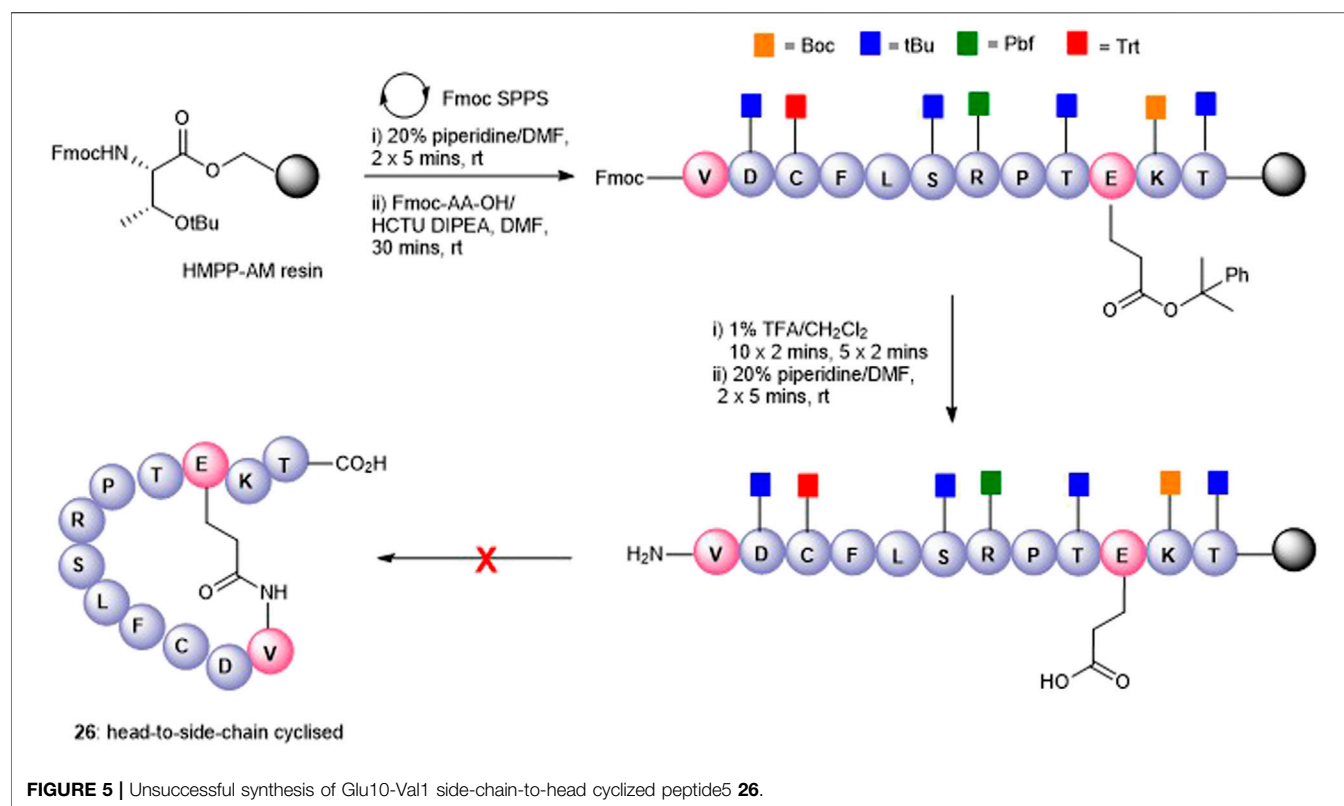 = Boc = tBu = Pbf = Trt
FmocHN
O
O
OtBu
HMPP-AM resin
Fmoc SPPS
i) 20% piperidine/DMF,
2 x 5 mins, rt
ii) Fmoc-AA-OH/
HCTU DIPEA, DMF,
30 mins, rt
Fmoc V D C F L S R P T E K T
O O Ph
i) 1% TFA/CH₂Cl₂
10 x 2 mins, 5 x 2 mins
ii) 20% piperidine/DMF,
2 x 5 mins, rt
H₂N V D C F L S R P T E K T
HO O
X
P T E K T CO₂H
R
S
L
F
C
D
V
O NH
26: head-to-side-chain cyclised
FIGURE 5 | Unsuccessful synthesis of Glu10-Val1 side-chain-to-head cyclized peptide5 26.